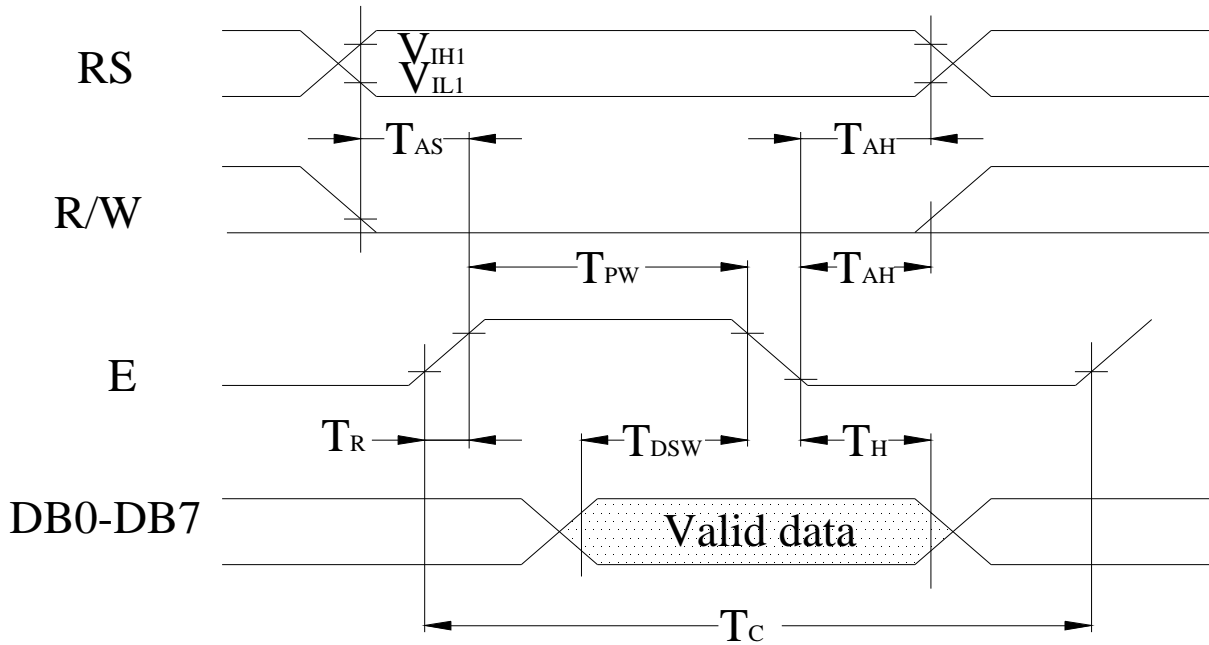 RS
VIH1
VIL1
TAS
TAH
R/W
TPW
TAH
E
TR
TDSW
TH
DB0-DB7
Valid data
TC